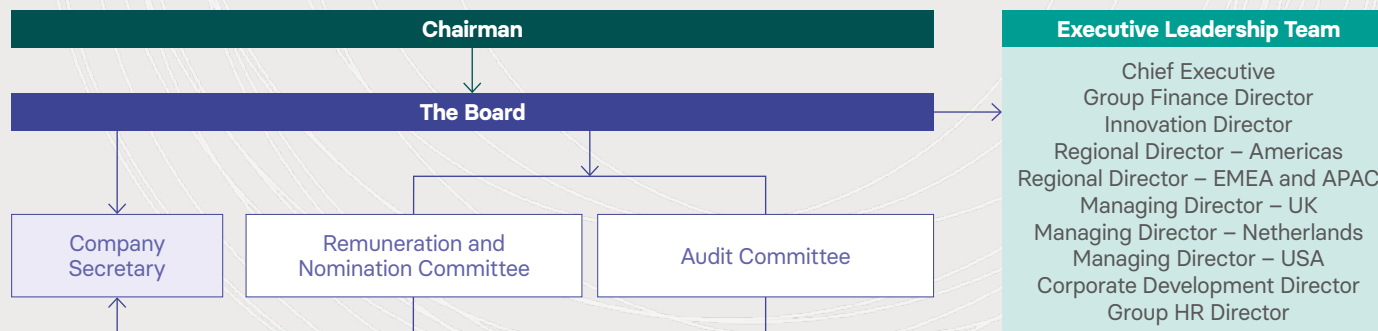 Chairman
The Board
Company
Secretary
Remuneration and
Nomination Committee
Audit Committee
Executive Leadership Team
Chief Executive
Group Finance Director
Innovation Director
Regional Director – Americas
Regional Director – EMEA and APAC
Managing Director – UK
Managing Director – Netherlands
Managing Director – USA
Corporate Development Director
Group HR Director